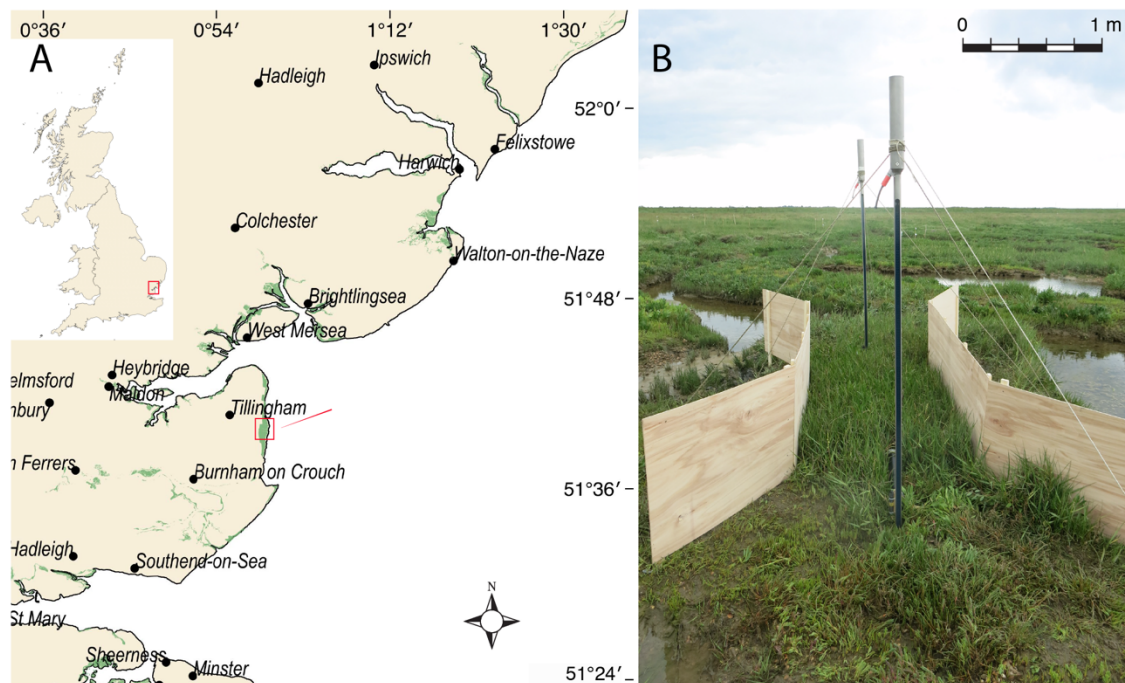 0°36 0°54′ 1°12 1°30
A
Ipswich
Hadleigh
52°0′
Felixstowe
Harwich
Colchester
Walton-on-the-Naze
51°48′
Brightlingsea
West Mersea
Heybridge
elmsford
Maldon
nbury
Tillingham
n Ferrers
Burnham on Crouch
51°36′
Hadleigh
Southend-on-Sea
N
St Mary
Sheerness
Minster
51°24′
B
0 1 m